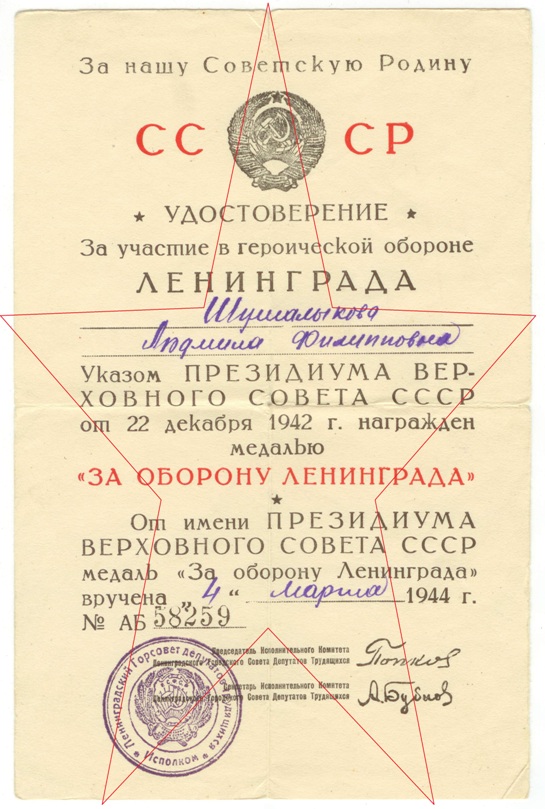 За нашу Советскую Родину
СССР
★ УДОСТОВЕРЕНИЕ ★
За участие в героической обороне
ЛЕНИНГРАДА
Шушалыкова
Людмила Филипповна
Указом ПРЕЗИДИУМА ВЕР-
ХОВНОГО СОВЕТА СССР
от 22 декабря 1942 г. награжден
медалью
«ЗА ОБОРОНУ ЛЕНИНГРАДА»
★
От имени ПРЕЗИДИУМА
ВЕРХОВНОГО СОВЕТА СССР
медаль «За оборону Ленинграда»
вручена „4“ марта 1944 г.
№ АБ 58259
Председатель Исполнительного Комитета
Ленинградского Городского Совета Депутатов Трудящихся
Попков
Секретарь Исполнительного Комитета
Ленинградского Городского Совета Депутатов Трудящихся
А. Бубнов
Ленинградский Горсовет депутатов трудящихся
Исполком